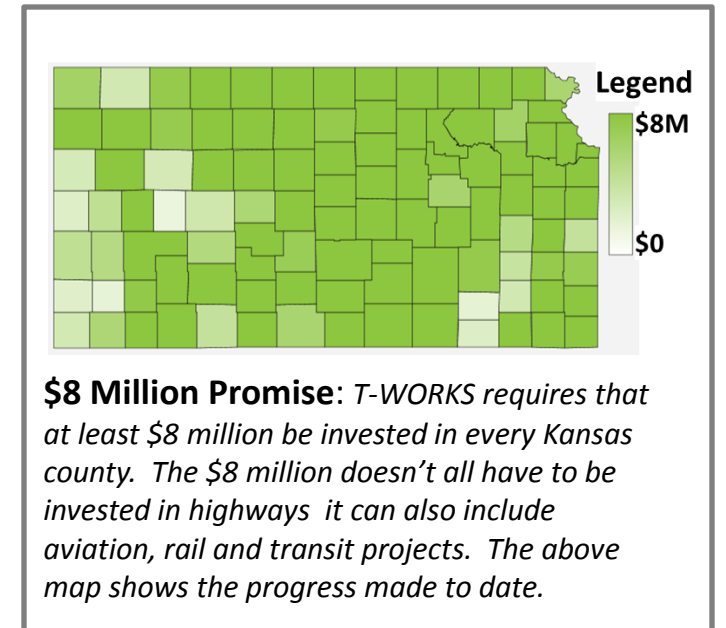 Legend
$8M
$0
$8 Million Promise: T-WORKS requires that
at least $8 million be invested in every Kansas
county.  The $8 million doesn’t all have to be
invested in highways  it can also include
aviation, rail and transit projects.  The above
map shows the progress made to date.